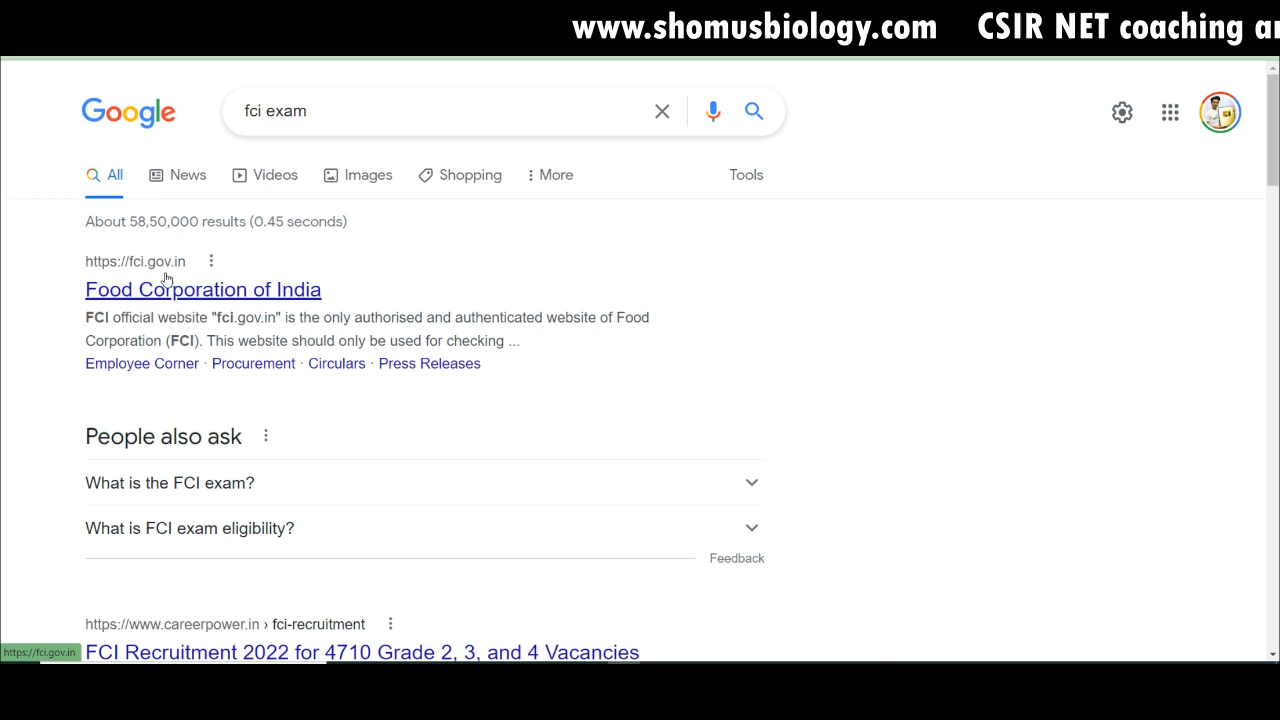 www.shomusbiology.com CSIR NET coaching
Google
fci exam
All News Videos Images Shopping More Tools
About 58,50,000 results (0.45 seconds)
https://fci.gov.in
Food Corporation of India
FCI official website "fci.gov.in" is the only authorised and authenticated website of Food
Corporation (FCI). This website should only be used for checking ...
Employee Corner · Procurement · Circulars · Press Releases
People also ask
What is the FCI exam?
What is FCI exam eligibility?
Feedback
https://www.careerpower.in › fci-recruitment
https://fci.gov.in
FCI Recruitment 2022 for 4710 Grade 2, 3, and 4 Vacancies